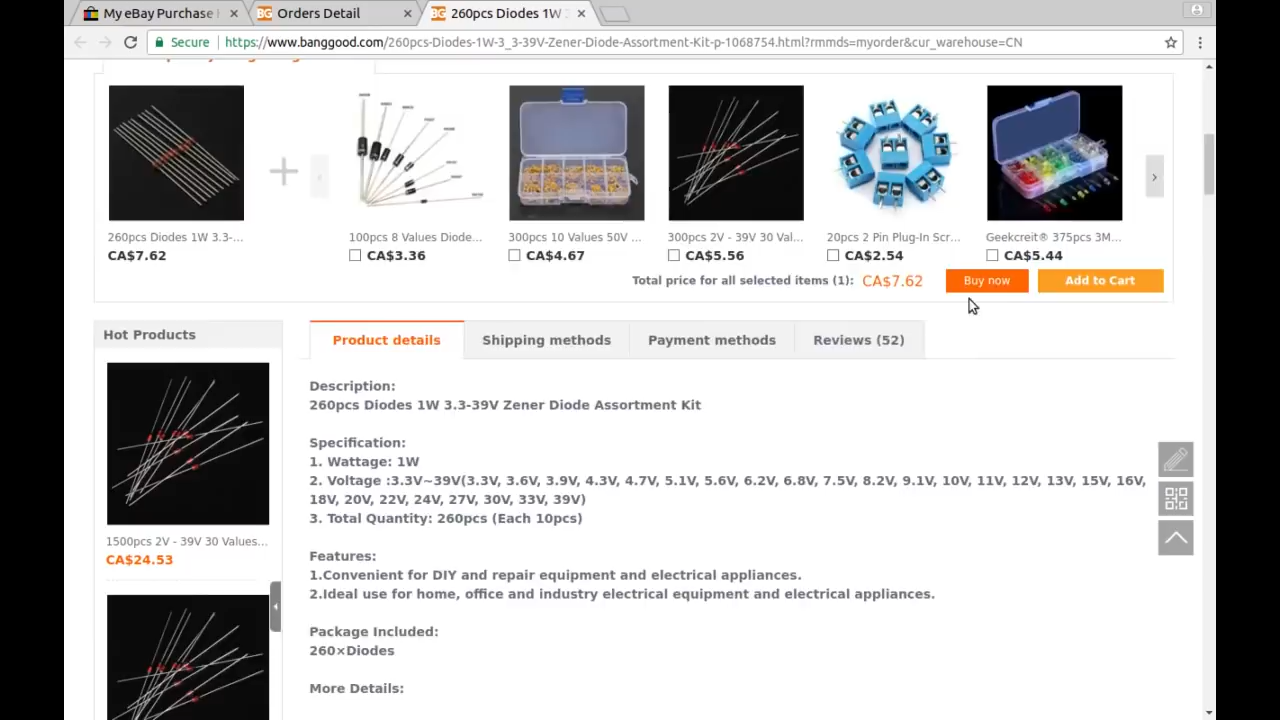 My eBay Purchase
Orders Detail
260pcs Diodes 1W
Secure
https://www.banggood.com/260pcs-Diodes-1W-3_3-39V-Zener-Diode-Assortment-Kit-p-1068754.html?rmmds=myorder&cur_warehouse=CN
260pcs Diodes 1W 3.3-...
100pcs 8 Values Diode...
300pcs 10 Values 50V ...
300pcs 2V - 39V 30 Val...
20pcs 2 Pin Plug-In Scr...
Geekcreit® 375pcs 3M...
CA$7.62
CA$3.36
CA$4.67
CA$5.56
CA$2.54
CA$5.44
Total price for all selected items (1): CA$7.62
Buy now
Add to Cart
Hot Products
Product details
Shipping methods
Payment methods
Reviews (52)
Description:
260pcs Diodes 1W 3.3-39V Zener Diode Assortment Kit
Specification:
1. Wattage: 1W
2. Voltage :3.3V~39V(3.3V, 3.6V, 3.9V, 4.3V, 4.7V, 5.1V, 5.6V, 6.2V, 6.8V, 7.5V, 8.2V, 9.1V, 10V, 11V, 12V, 13V, 15V, 16V,
18V, 20V, 22V, 24V, 27V, 30V, 33V, 39V)
3. Total Quantity: 260pcs (Each 10pcs)
1500pcs 2V - 39V 30 Values...
CA$24.53
Features:
1.Convenient for DIY and repair equipment and electrical appliances.
2.Ideal use for home, office and industry electrical equipment and electrical appliances.
Package Included:
260×Diodes
More Details: